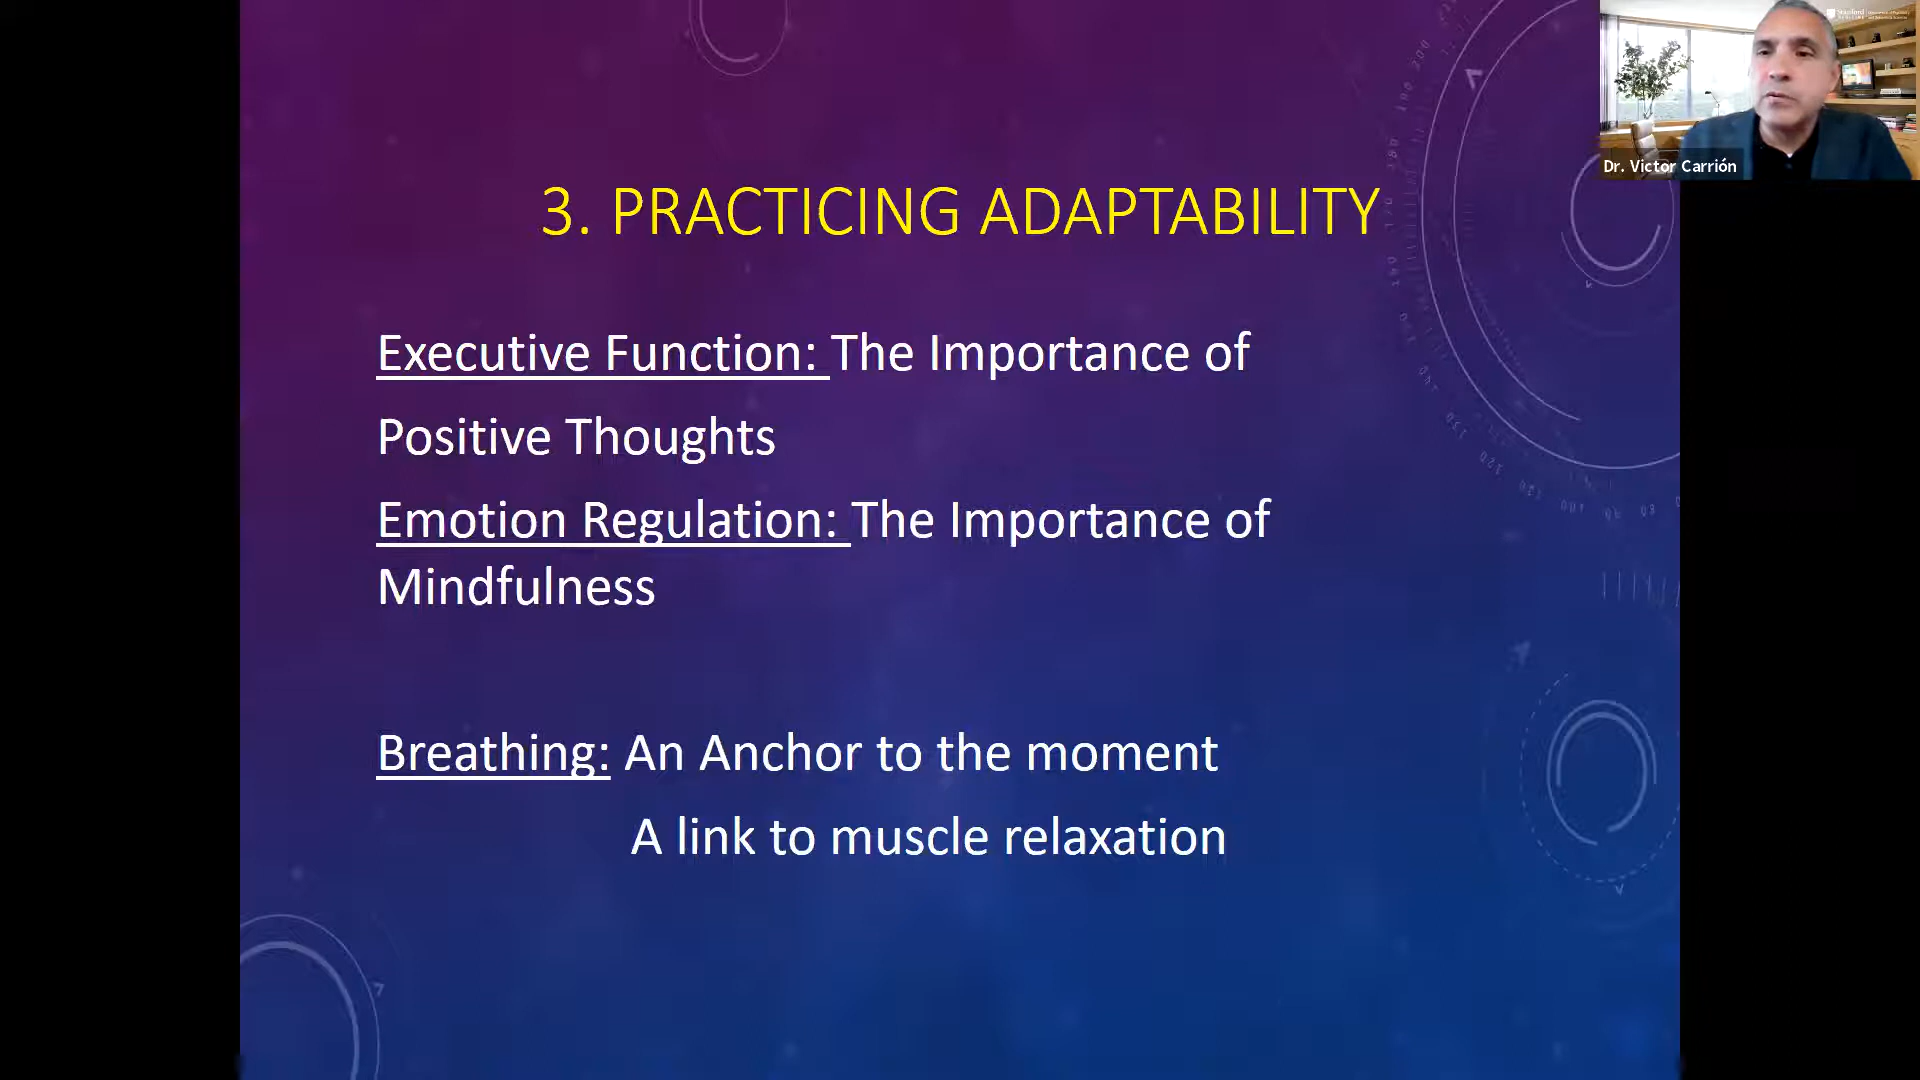 Stanford
Dr. Victor Carrión
3. PRACTICING ADAPTABILITY
Executive Function: The Importance of
Positive Thoughts
Emotion Regulation: The Importance of
Mindfulness
Breathing: An Anchor to the moment
A link to muscle relaxation